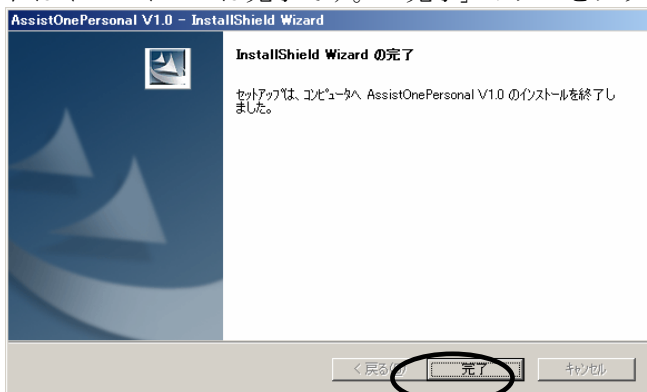 AssistOnePersonal V1.0 - InstallShield Wizard
InstallShield Wizard の完了
セットアップは、コンピュータへ AssistOnePersonal V1.0 のインストールを終了し
ました。
< 戻る(
完了
キャンセル